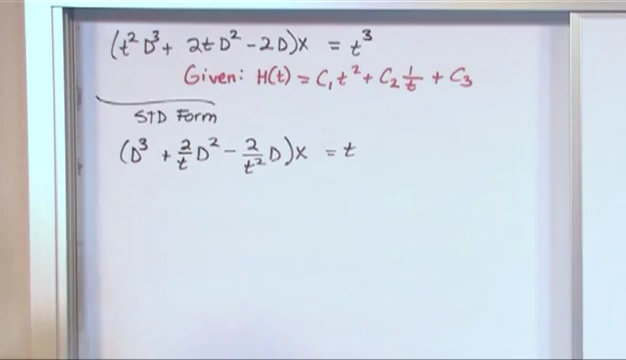 (t²D³ + 2tD² - 2D)x = t³
Given: H(t) = C₁t² + C₂ 1/t + C₃
STD Form
(D³ + 2/t D² - 2/t² D)x = t